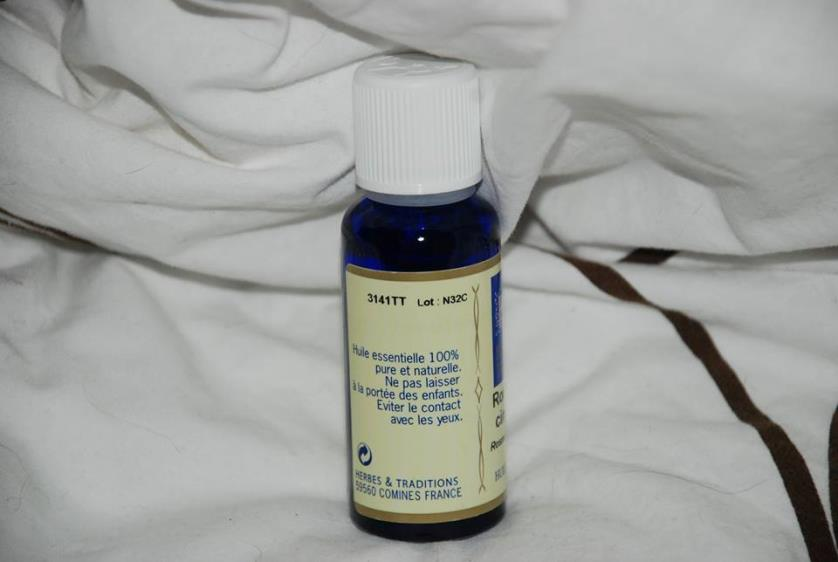 3141TT Lot : N32C
Huile essentielle 100%
pure et naturelle.
Ne pas laisser
à la portée des enfants.
Eviter le contact
avec les yeux.
HERBES & TRADITIONS
59560 COMINES FRANCE